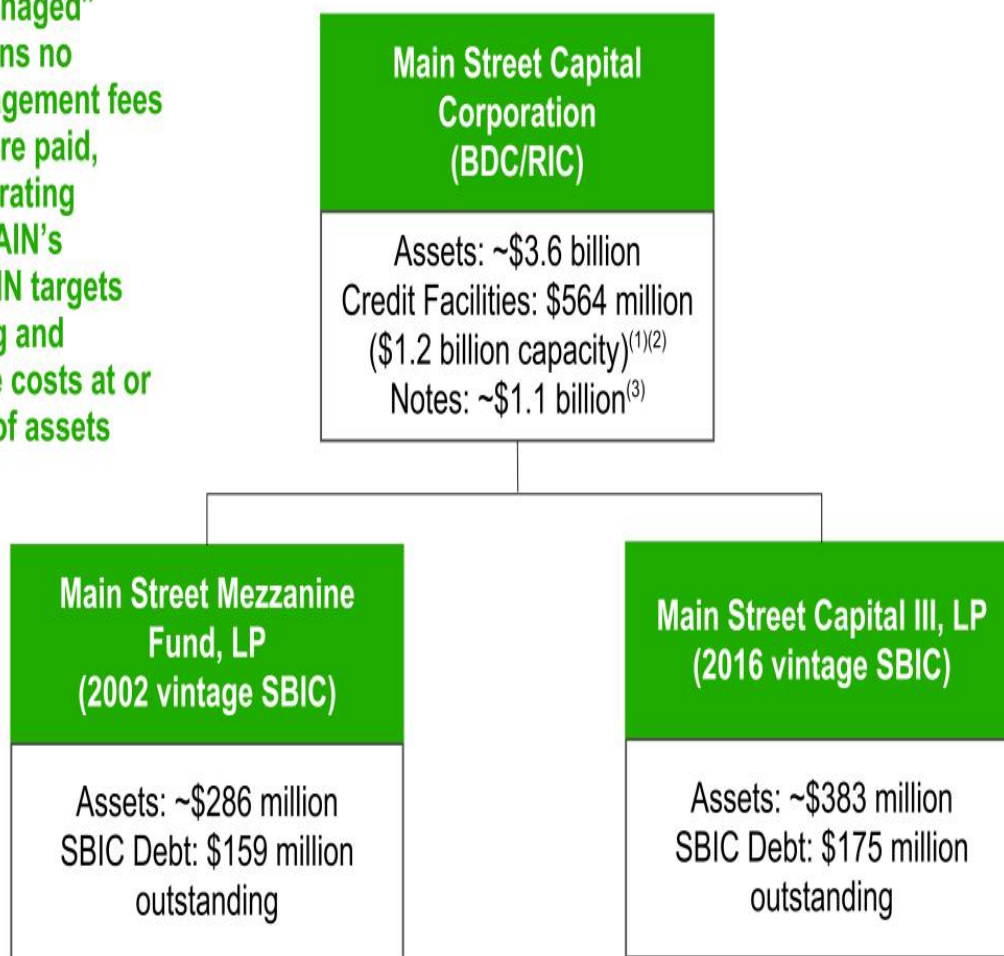 naged”
ns no
gement fees
re paid,
rating
AIN’s
IN targets
g and
e costs at or
of assets
Main Street Capital
Corporation
(BDC/RIC)
Assets: ~$3.6 billion
Credit Facilities: $564 million
($1.2 billion capacity)(1)(2)
Notes: ~$1.1 billion(3)
Main Street Mezzanine
Fund, LP
(2002 vintage SBIC)
Assets: ~$286 million
SBIC Debt: $159 million
outstanding
Main Street Capital III, LP
(2016 vintage SBIC)
Assets: ~$383 million
SBIC Debt: $175 million
outstanding